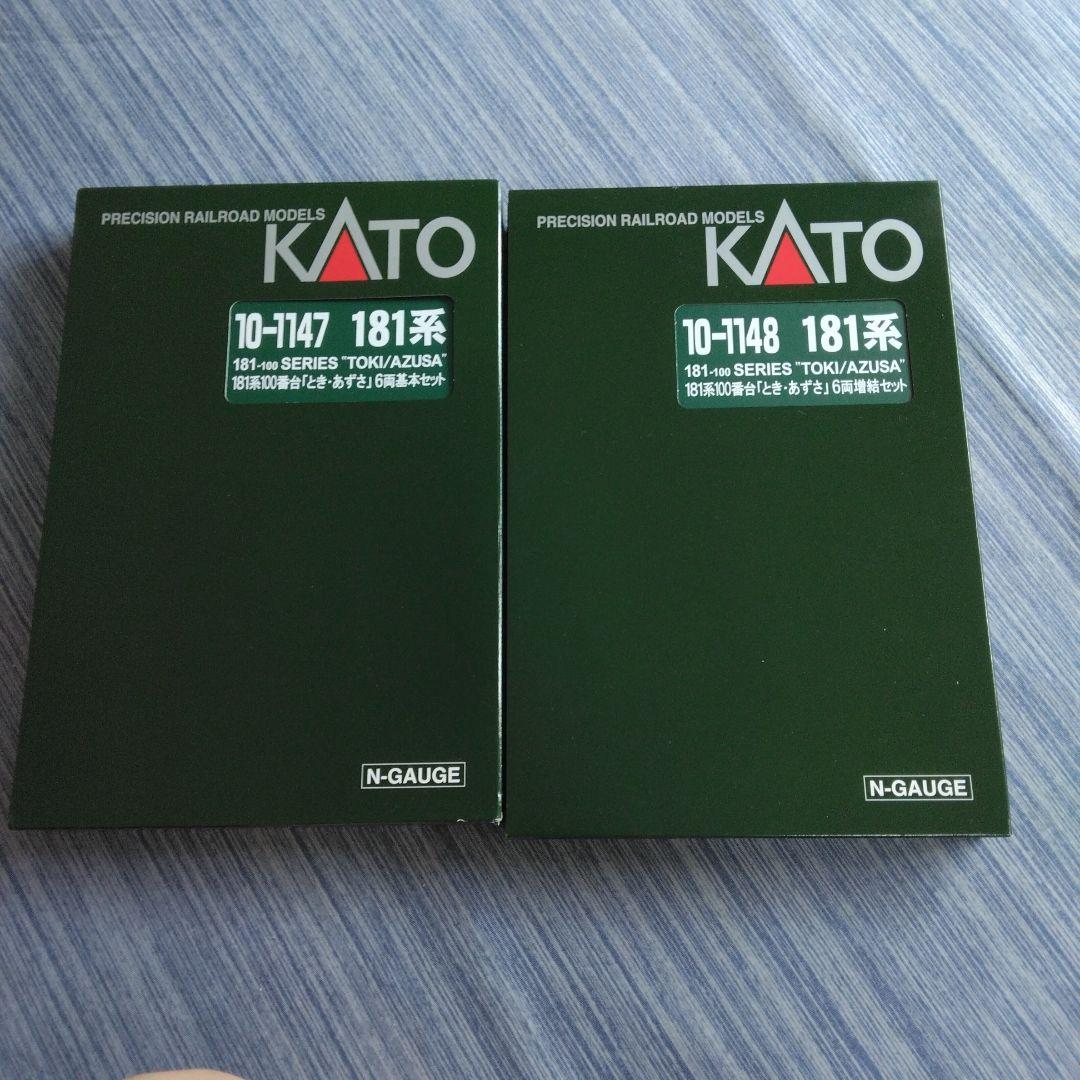 PRECISION RAILROAD MODELS
KATO
10-1147 181系
181-100 SERIES "TOKI/AZUSA"
181系100番台「とき・あずさ」6両基本セット
N-GAUGE
PRECISION RAILROAD MODELS
KATO
10-1148 181系
181-100 SERIES "TOKI/AZUSA"
181系100番台「とき・あずさ」6両増結セット
N-GAUGE